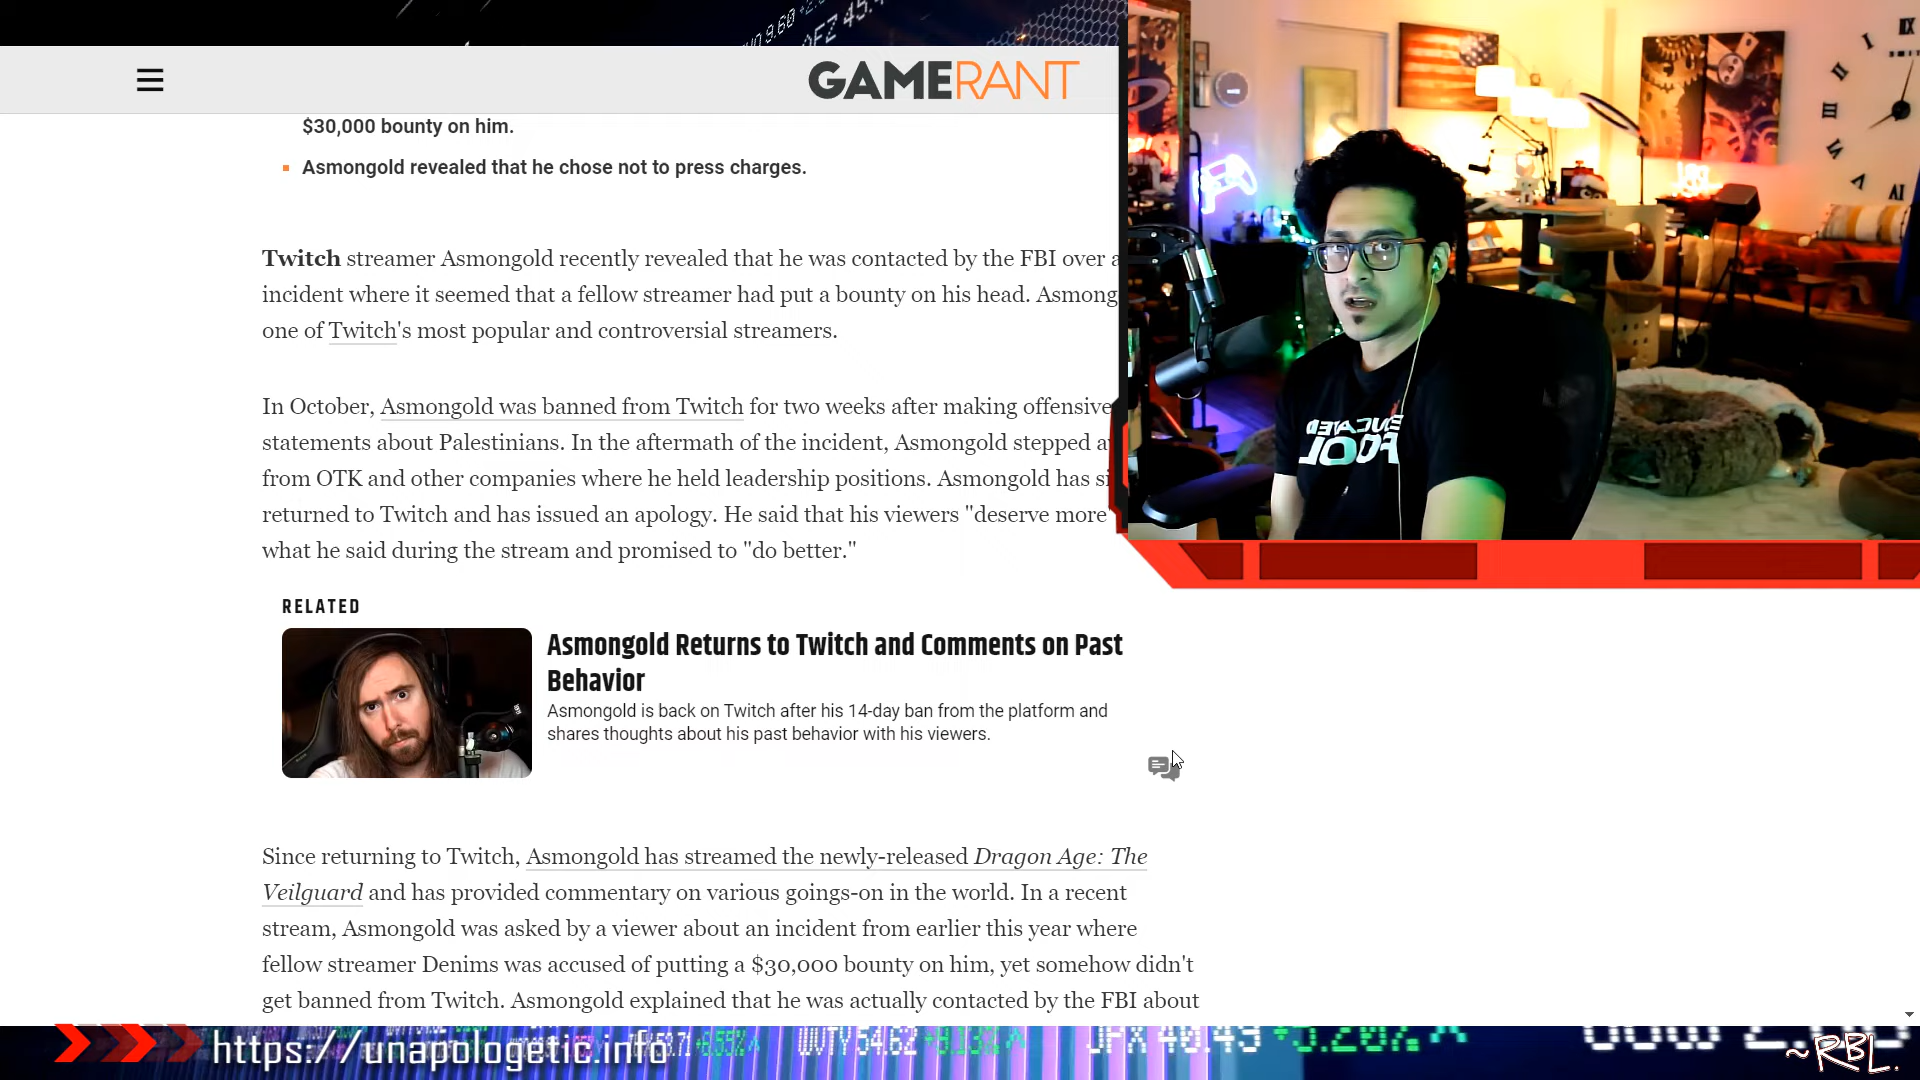 GAMERANT
$30,000 bounty on him.
Asmongold revealed that he chose not to press charges.
Twitch streamer Asmongold recently revealed that he was contacted by the FBI over a
incident where it seemed that a fellow streamer had put a bounty on his head. Asmong
one of Twitch's most popular and controversial streamers.
In October, Asmongold was banned from Twitch for two weeks after making offensive
statements about Palestinians. In the aftermath of the incident, Asmongold stepped a
from OTK and other companies where he held leadership positions. Asmongold has si
returned to Twitch and has issued an apology. He said that his viewers "deserve more"
what he said during the stream and promised to "do better."
RELATED
Asmongold Returns to Twitch and Comments on Past
Behavior
Asmongold is back on Twitch after his 14-day ban from the platform and
shares thoughts about his past behavior with his viewers.
Since returning to Twitch, Asmongold has streamed the newly-released Dragon Age: The
Veilguard and has provided commentary on various goings-on in the world. In a recent
stream, Asmongold was asked by a viewer about an incident from earlier this year where
fellow streamer Denims was accused of putting a $30,000 bounty on him, yet somehow didn't
get banned from Twitch. Asmongold explained that he was actually contacted by the FBI about
https://unapologetic.info
~RBL.